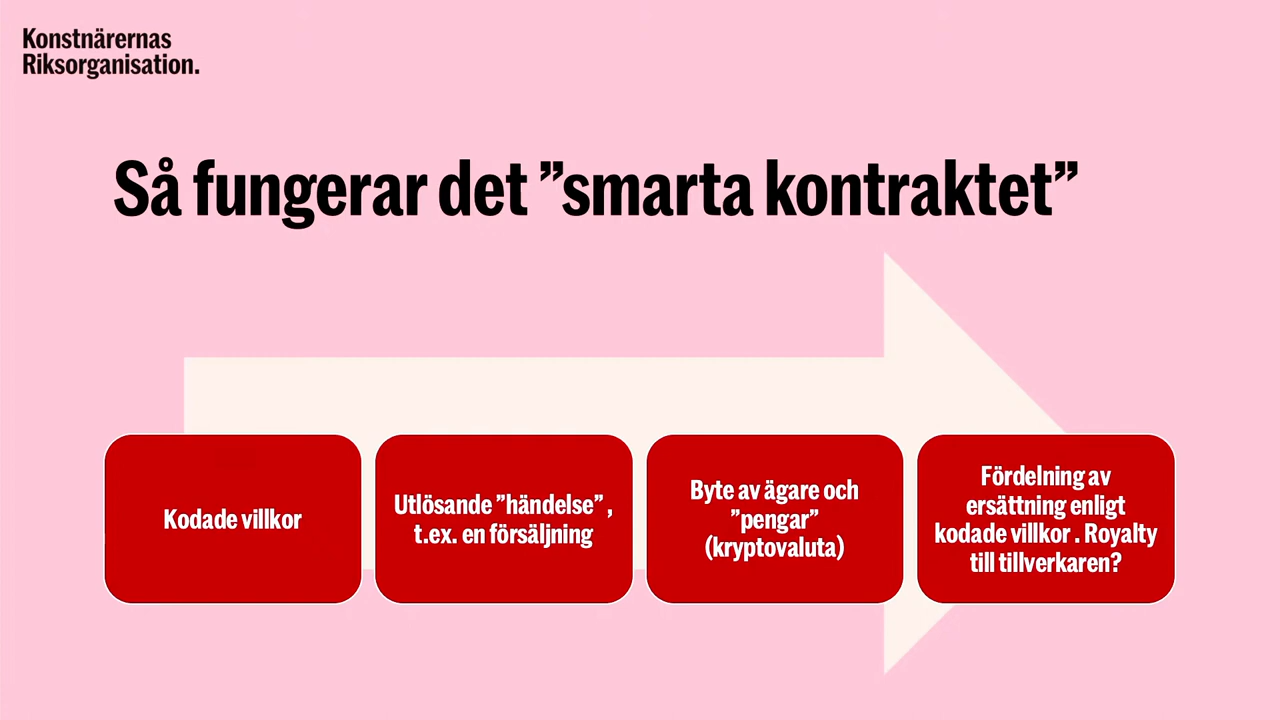 Konstnärernas
Riksorganisation.
Så fungerar det ”smarta kontraktet”
Kodade villkor
Utlösande ”händelse” ,
t.ex. en försäljning
Byte av ägare och
”pengar”
(kryptovaluta)
Fördelning av
ersättning enligt
kodade villkor . Royalty
till tillverkaren?